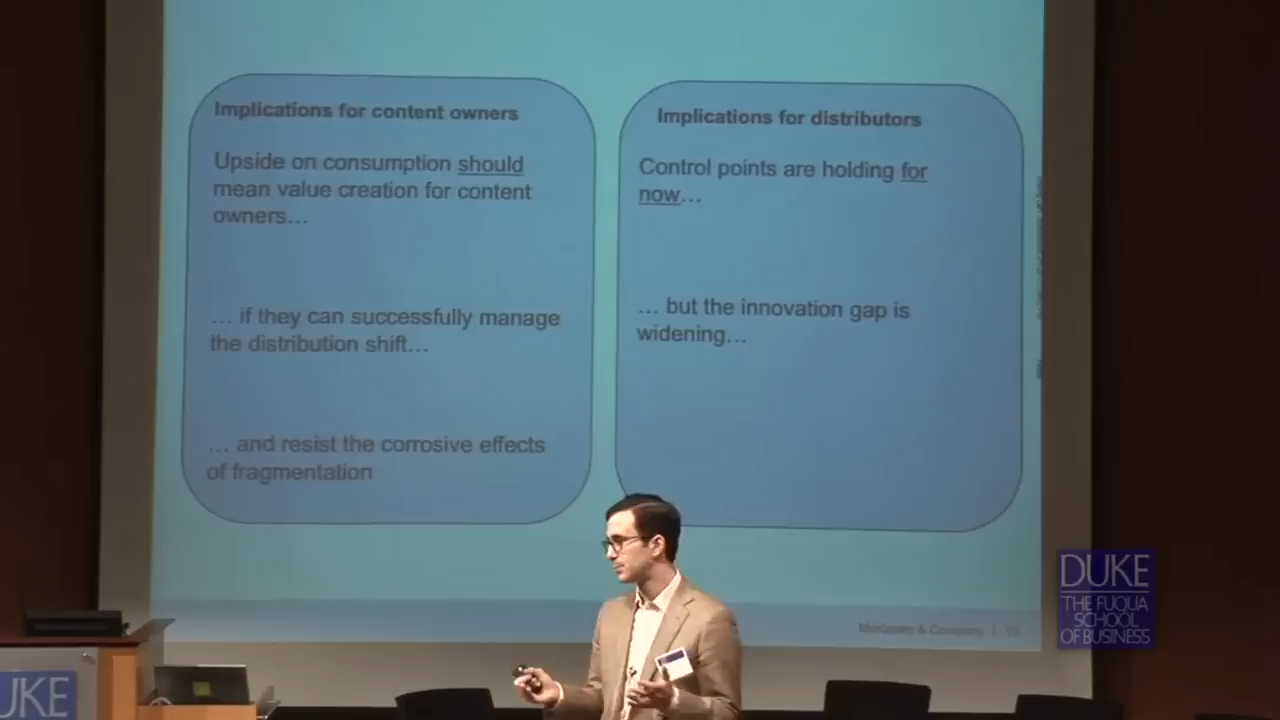 Implications for content owners
Upside on consumption should
mean value creation for content
owners…
… if they can successfully manage
the distribution shift…
… and resist the corrosive effects
of fragmentation
Implications for distributors
Control points are holding for
now…
… but the innovation gap is
widening…
McKinsey & Company |
DUKE
THE FUQUA
SCHOOL
OF BUSINESS
UKE